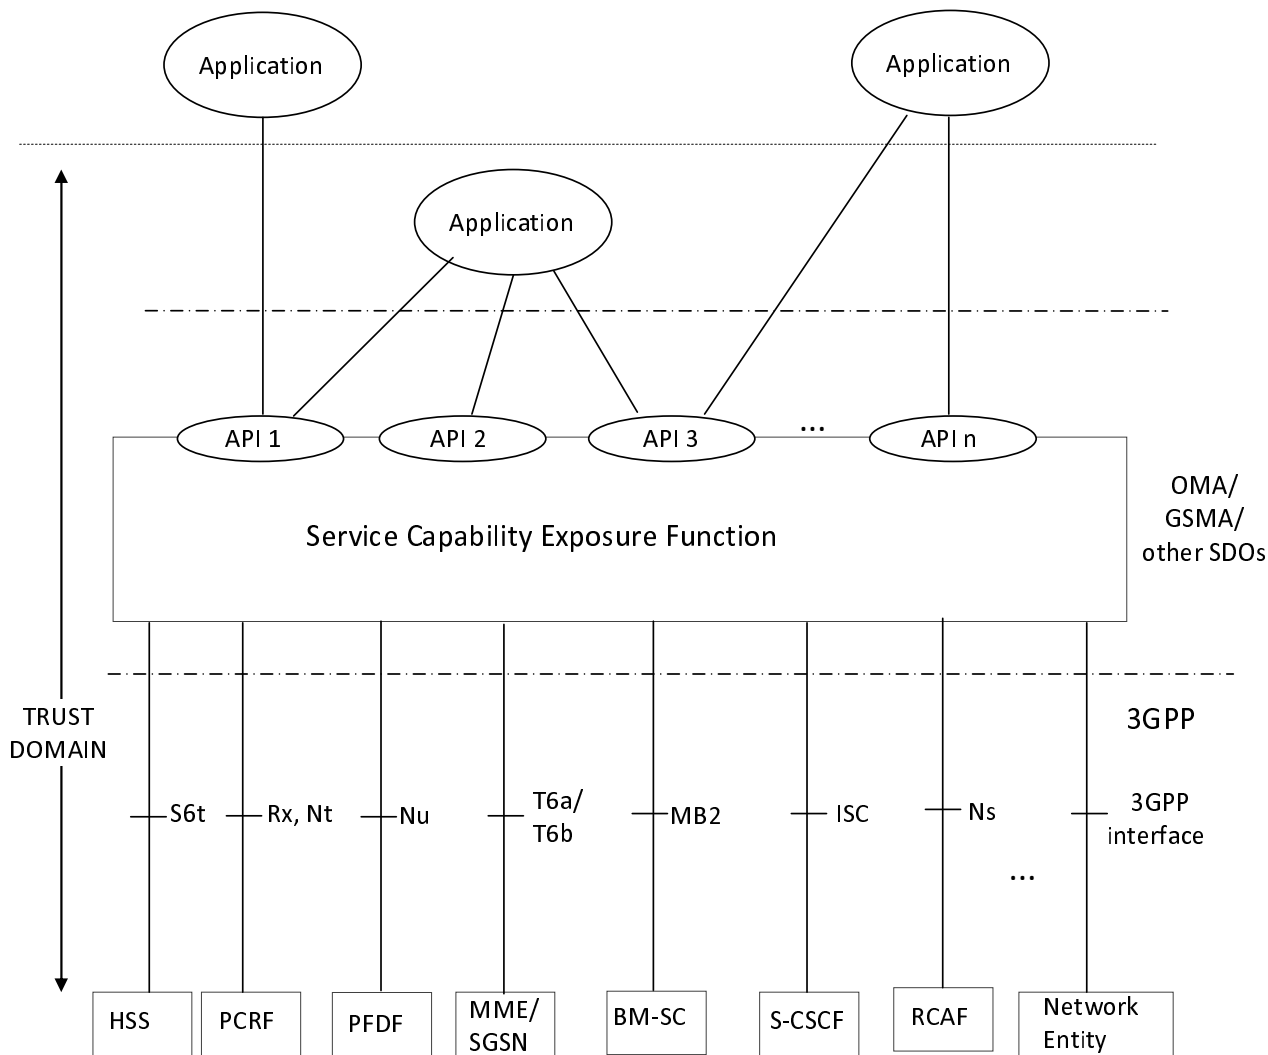 Application
Application
Application
API 1
API 2
API 3
...
API n
Service Capability Exposure Function
OMA/
GSMA/
other SDOs
TRUST
DOMAIN
3GPP
S6t
Rx, Nt
Nu
T6a/
T6b
MB2
ISC
Ns
3GPP
interface
...
HSS
PCRF
PFDF
MME/
SGSN
BM-SC
S-CSCF
RCAF
Network
Entity